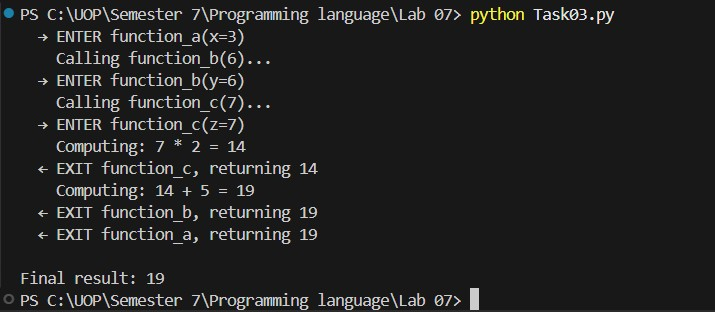 PS C:\UOP\Semester 7\Programming language\Lab 07> python Task03.py
→ ENTER function_a(x=3)
Calling function_b(6)...
→ ENTER function_b(y=6)
Calling function_c(7)...
→ ENTER function_c(z=7)
Computing: 7 * 2 = 14
← EXIT function_c, returning 14
Computing: 14 + 5 = 19
← EXIT function_b, returning 19
← EXIT function_a, returning 19
Final result: 19
PS C:\UOP\Semester 7\Programming language\Lab 07>